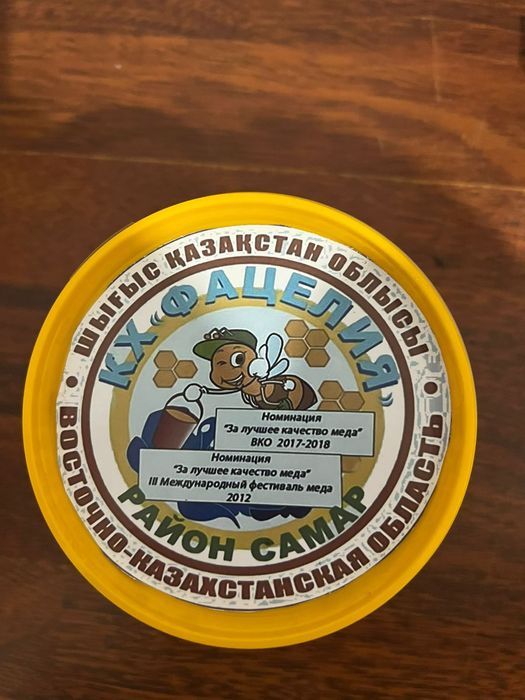 ШЫҒЫС ҚАЗАҚСТАН ОБЛЫСЫ
КХ "ФАЦЕЛИЯ"
Номинация
"За лучшее качество меда"
ВКО 2017-2018
Номинация
"За лучшее качество меда"
III Международный фестиваль меда
2012
РАЙОН САМАР
ВОСТОЧНО-КАЗАХСТАНСКАЯ ОБЛАСТЬ